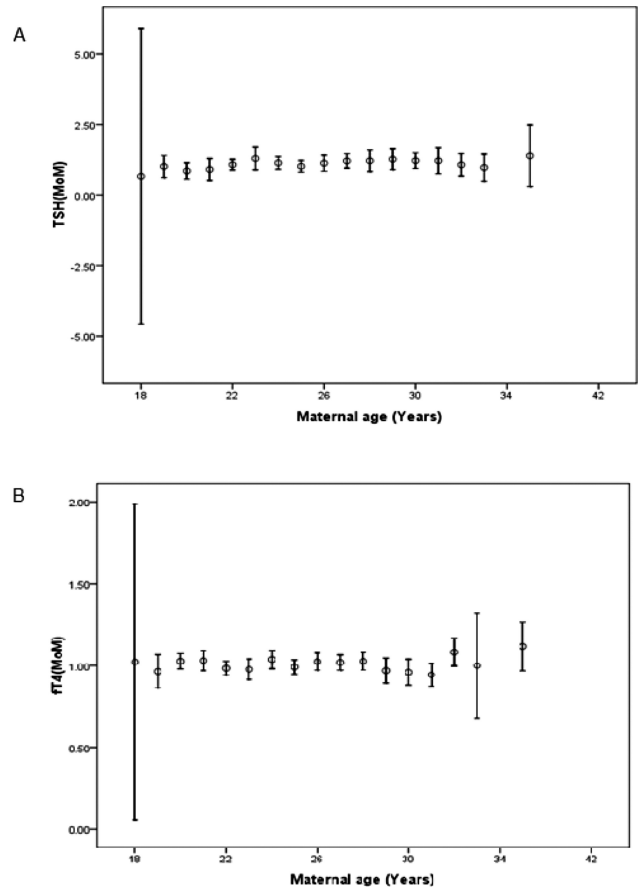 A
5.00
2.50
0.00
-2.50
-5.00
TSH(MoM)
18 22 26 30 34 42
Maternal age (Years)
B
2.00
1.50
1.00
0.50
0.00
fT4(MoM)
18 22 26 30 34 42
Maternal age (Years)